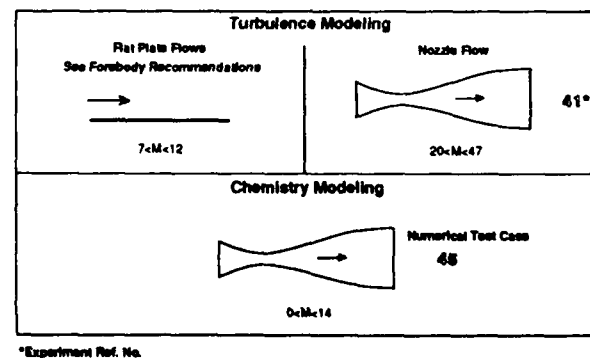 Turbulence Modeling
Flat Plate Flows
See Forebody Recommendations
7<M<12
Nozzle Flow
41*
20<M<47
Chemistry Modeling
Numerical Test Case
45
0<M<14
*Experiment Ref. No.